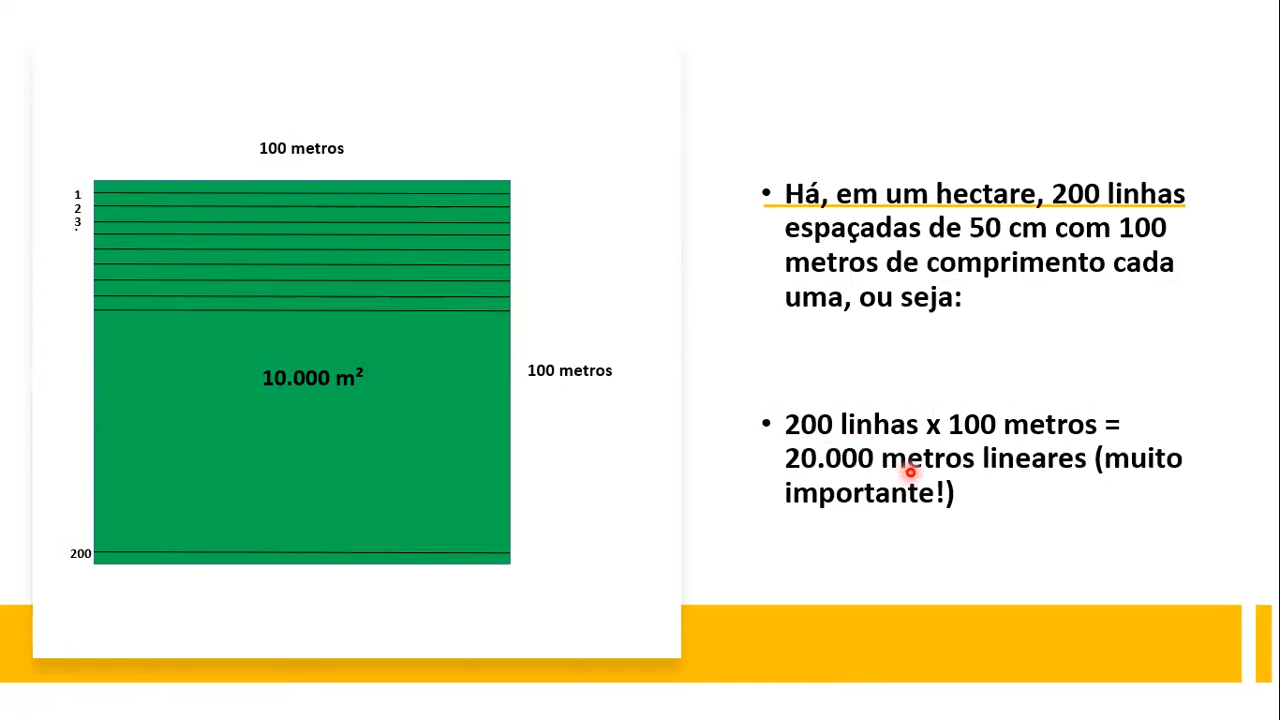 100 metros
1
2
3
.
10.000 m²
100 metros
200
• Há, em um hectare, 200 linhas
espaçadas de 50 cm com 100
metros de comprimento cada
uma, ou seja:
• 200 linhas x 100 metros =
20.000 metros lineares (muito
importante!)